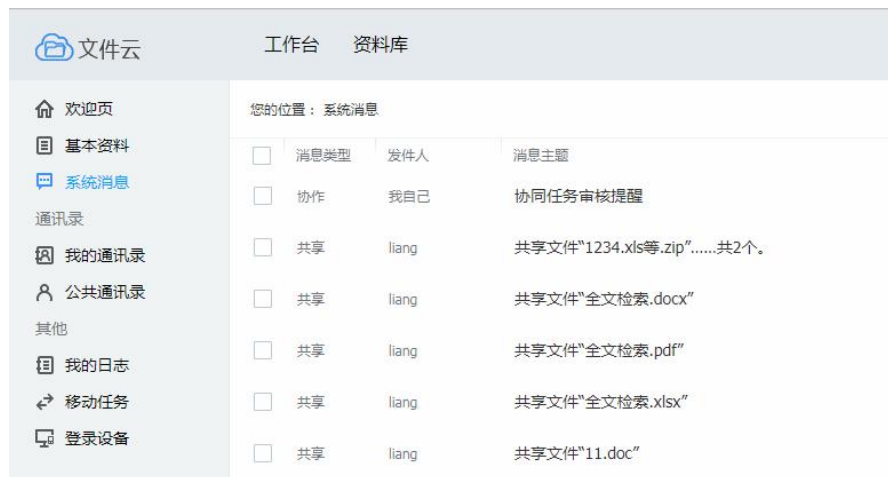 文件云
工作台 资料库
欢迎页
基本资料
系统消息
通讯录
我的通讯录
公共通讯录
其他
我的日志
移动任务
登录设备
您的位置： 系统消息
消息类型 发件人 消息主题
协作 我自己 协同任务审核提醒
共享 liang 共享文件“1234.xls等.zip”......共2个。
共享 liang 共享文件“全文检索.docx”
共享 liang 共享文件“全文检索.pdf”
共享 liang 共享文件“全文检索.xlsx”
共享 liang 共享文件“11.doc”